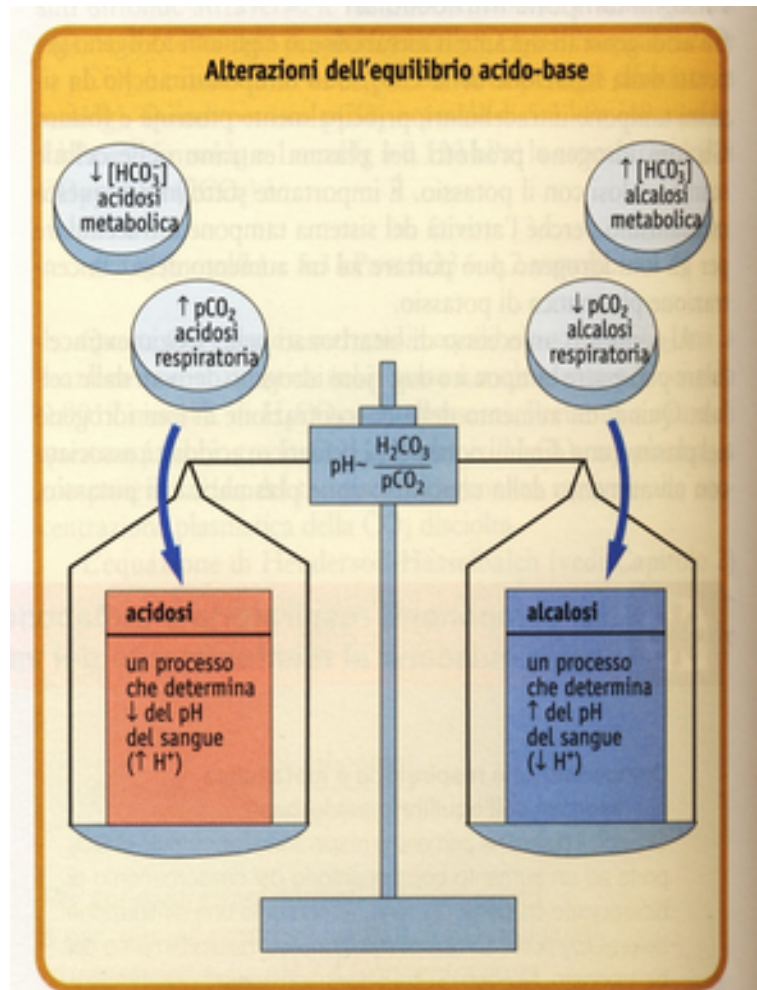 Alterazioni dell'equilibrio acido-base
↓ [HCO₃⁻]
acidosi
metabolica
↑ [HCO₃⁻]
alcalosi
metabolica
↑ pCO₂
acidosi
respiratoria
↓ pCO₂
alcalosi
respiratoria
pH~ H₂CO₃
pCO₂
acidosi
un processo
che determina
↓ del pH
del sangue
(↑ H⁺)
alcalosi
un processo
che determina
↑ del pH
del sangue
(↓ H⁺)